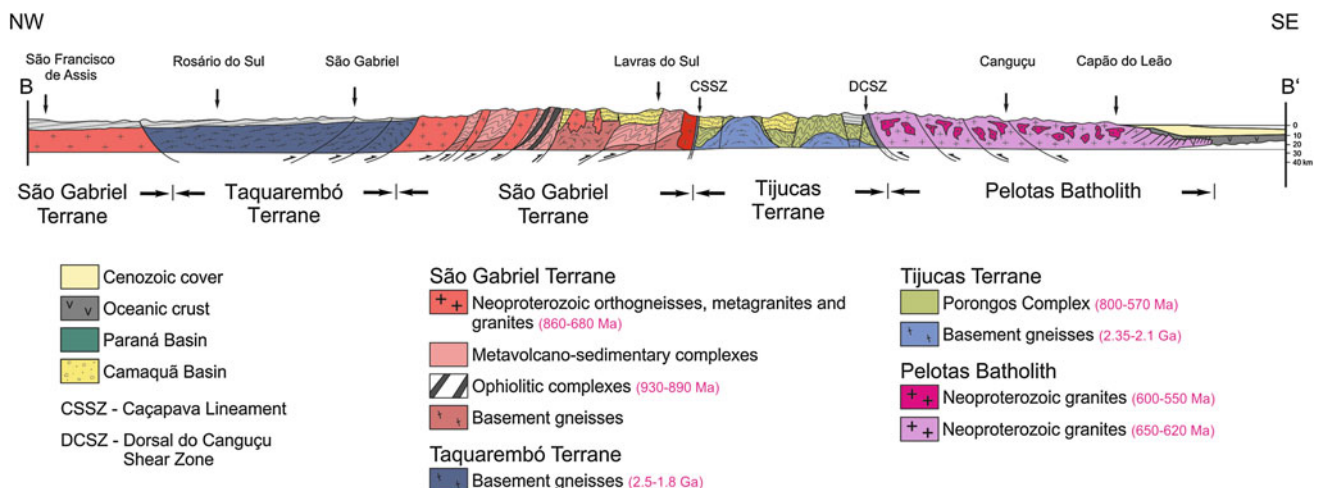 NW
SE
São Francisco
de Assis
Rosário do Sul
São Gabriel
Lavras do Sul
CSSZ
DCSZ
Canguçu
Capão do Leão
B
B'
0
10
20
30
40 km
São Gabriel
Terrane
Taquarembó
Terrane
São Gabriel
Terrane
Tijucas
Terrane
Pelotas Batholith
Cenozoic cover
Oceanic crust
Paraná Basin
Camaquã Basin
CSSZ - Caçapava Lineament
DCSZ - Dorsal do Canguçu
Shear Zone
São Gabriel Terrane
Neoproterozoic orthogneisses, metagranites and
granites (860-680 Ma)
Metavolcano-sedimentary complexes
Ophiolitic complexes (930-890 Ma)
Basement gneisses
Taquarembó Terrane
Basement gneisses (2.5-1.8 Ga)
Tijucas Terrane
Porongos Complex (800-570 Ma)
Basement gneisses (2.35-2.1 Ga)
Pelotas Batholith
Neoproterozoic granites (600-550 Ma)
Neoproterozoic granites (650-620 Ma)